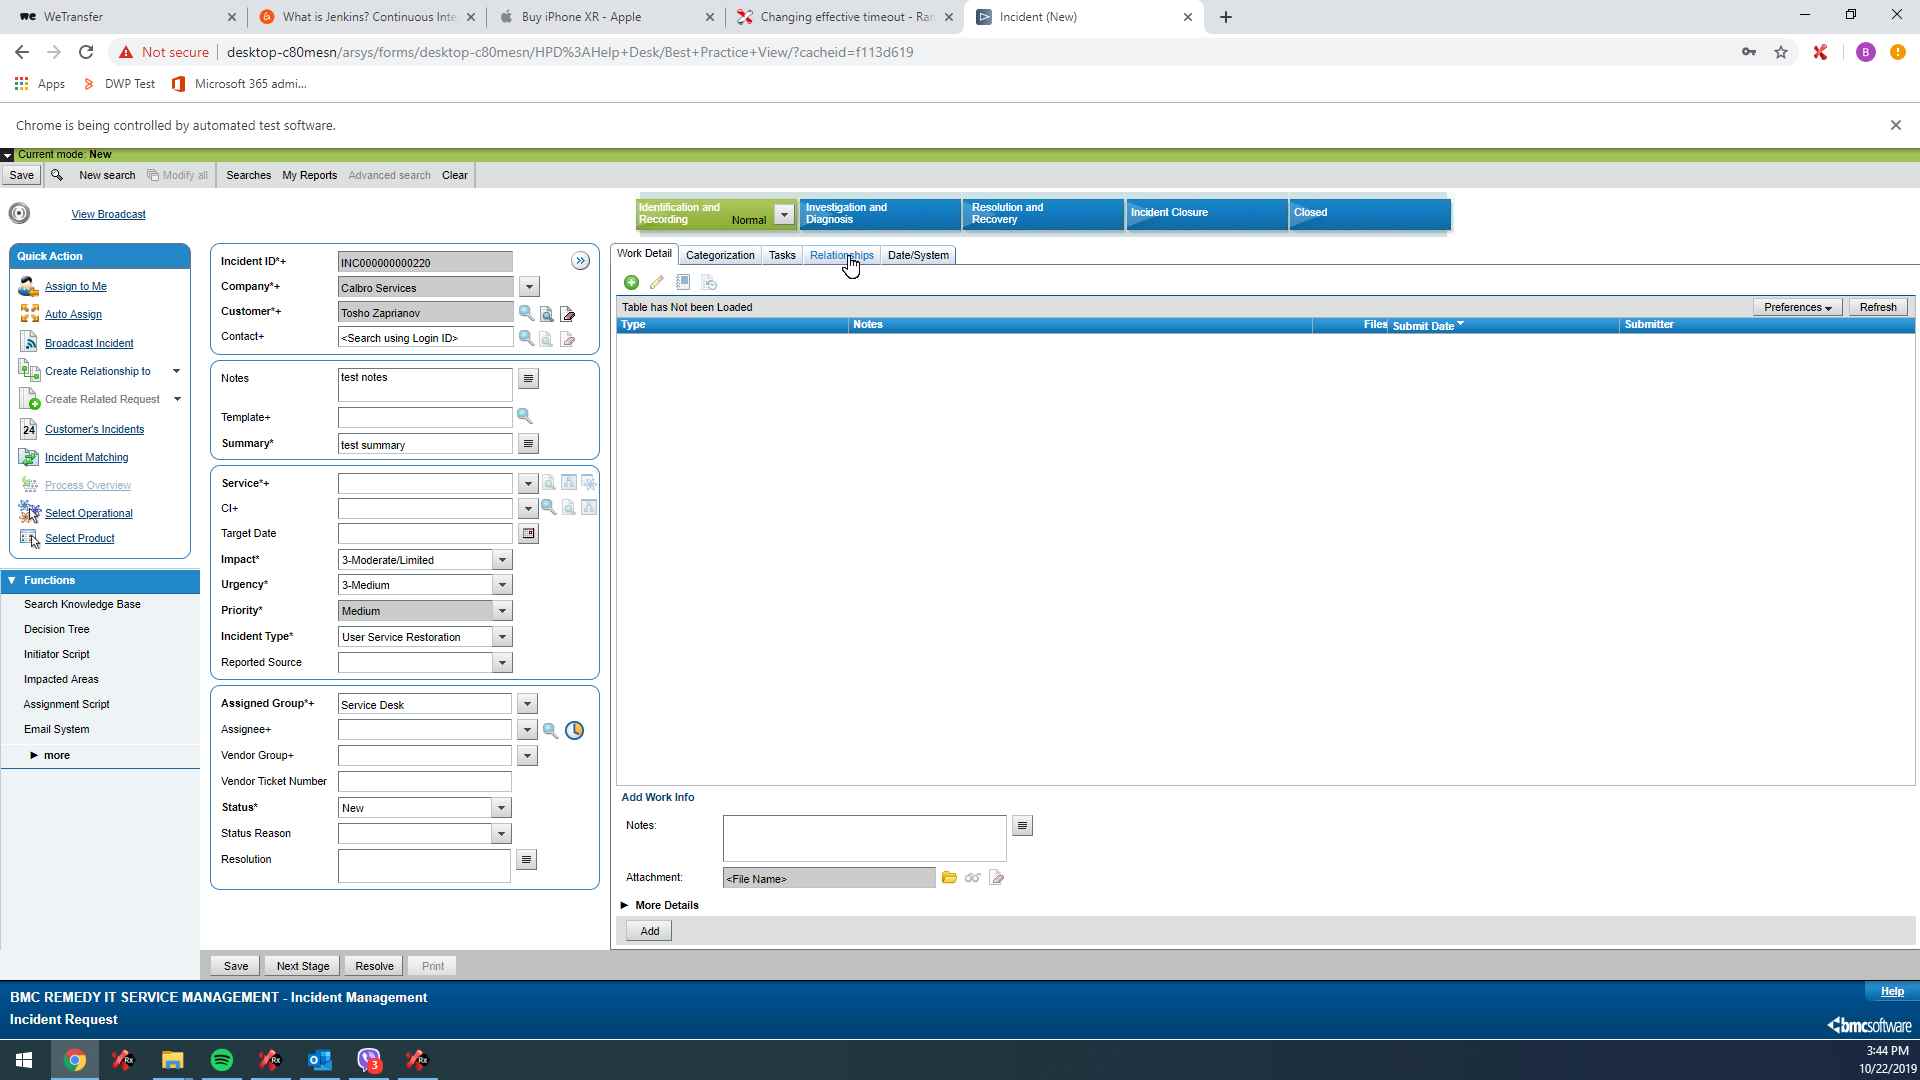 WeTransfer
What is Jenkins? Continuous Inte
Buy iPhone XR - Apple
Changing effective timeout - Ran
Incident (New)
Not secure
desktop-c80mesn/arsys/forms/desktop-c80mesn/HPD%3AHelp+Desk/Best+Practice+View/?cacheid=f113d619
B
Apps
DWP Test
Microsoft 365 admi...
Chrome is being controlled by automated test software.
Current mode: New
Save
New search
Modify all
Searches
My Reports
Advanced search
Clear
View Broadcast
Identification and Recording
Normal
Investigation and Diagnosis
Resolution and Recovery
Incident Closure
Closed
Quick Action
Assign to Me
Auto Assign
Broadcast Incident
Create Relationship to
Create Related Request
24
Customer's Incidents
Incident Matching
Process Overview
Select Operational
Select Product
Functions
Search Knowledge Base
Decision Tree
Initiator Script
Impacted Areas
Assignment Script
Email System
more
Incident ID*+
INC000000000220
Company*+
Calbro Services
Customer*+
Tosho Zaprianov
Contact+
<Search using Login ID>
Notes
test notes
Template+
Summary*
test summary
Service*+
CI+
Target Date
Impact*
3-Moderate/Limited
Urgency*
3-Medium
Priority*
Medium
Incident Type*
User Service Restoration
Reported Source
Assigned Group*+
Service Desk
Assignee+
Vendor Group+
Vendor Ticket Number
Status*
New
Status Reason
Resolution
Work Detail
Categorization
Tasks
Relationships
Date/System
Table has Not been Loaded
Preferences
Refresh
Type
Notes
Files
Submit Date
Submitter
Add Work Info
Notes:
Attachment:
<File Name>
More Details
Add
Save
Next Stage
Resolve
Print
BMC REMEDY IT SERVICE MANAGEMENT - Incident Management
Help
Incident Request
bmcsoftware
3
3:44 PM
10/22/2019